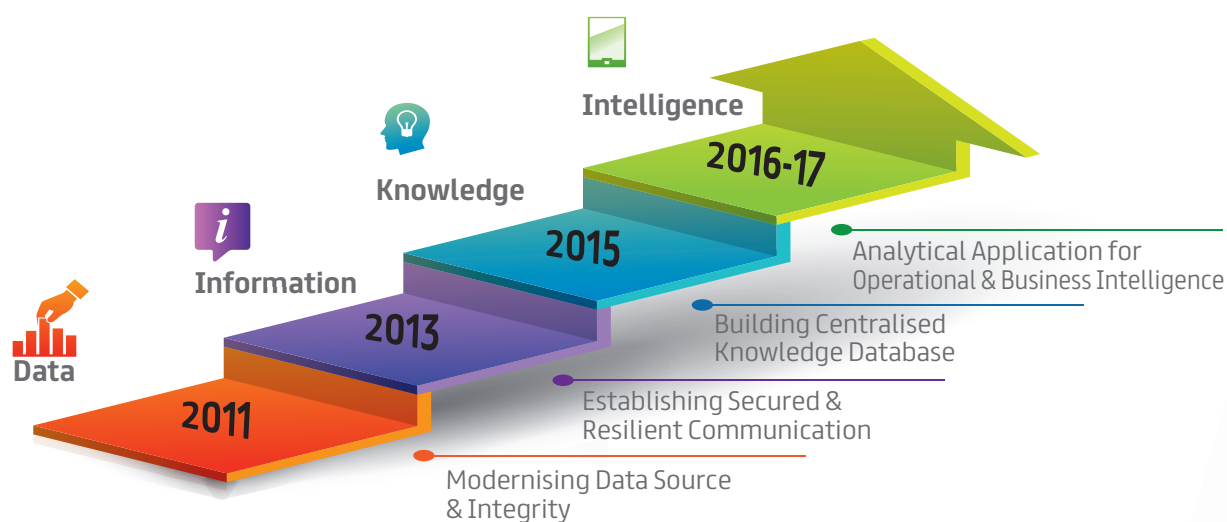 Intelligence
2016-17
Analytical Application for
Operational & Business Intelligence
Knowledge
2015
Building Centralised
Knowledge Database
i
Information
2013
Establishing Secured &
Resilient Communication
Data
2011
Modernising Data Source
& Integrity